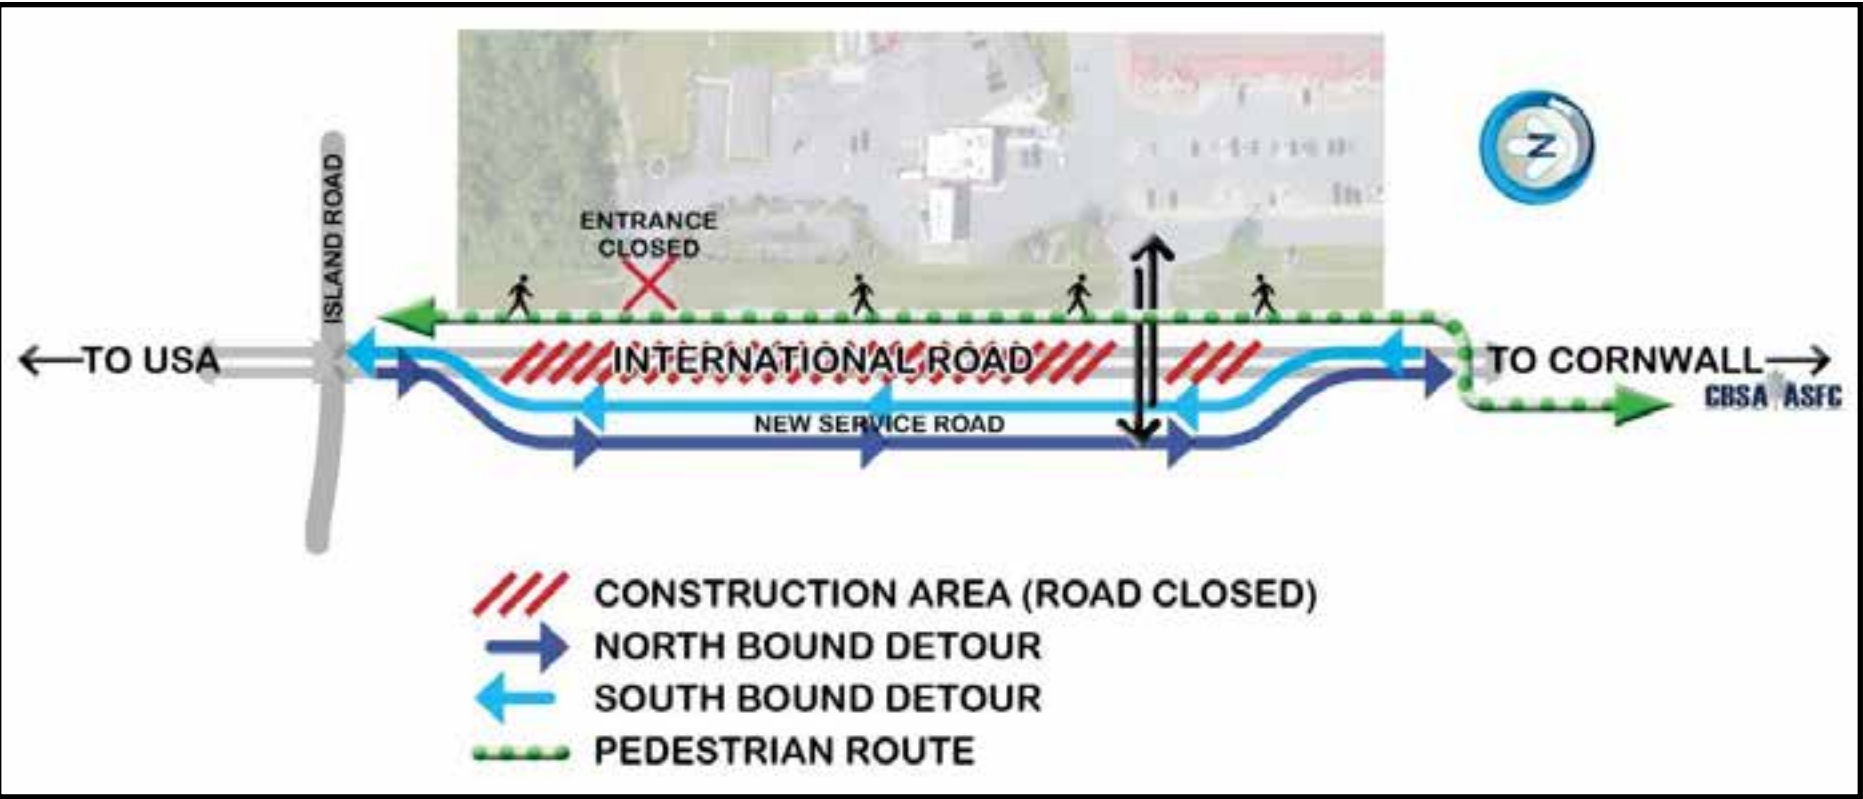 ISLAND ROAD
N
ENTRANCE
CLOSED
TO USA
INTERNATIONAL ROAD
TO CORNWALL
CBSA ASFC
NEW SERVICE ROAD
CONSTRUCTION AREA (ROAD CLOSED)
NORTH BOUND DETOUR
SOUTH BOUND DETOUR
PEDESTRIAN ROUTE